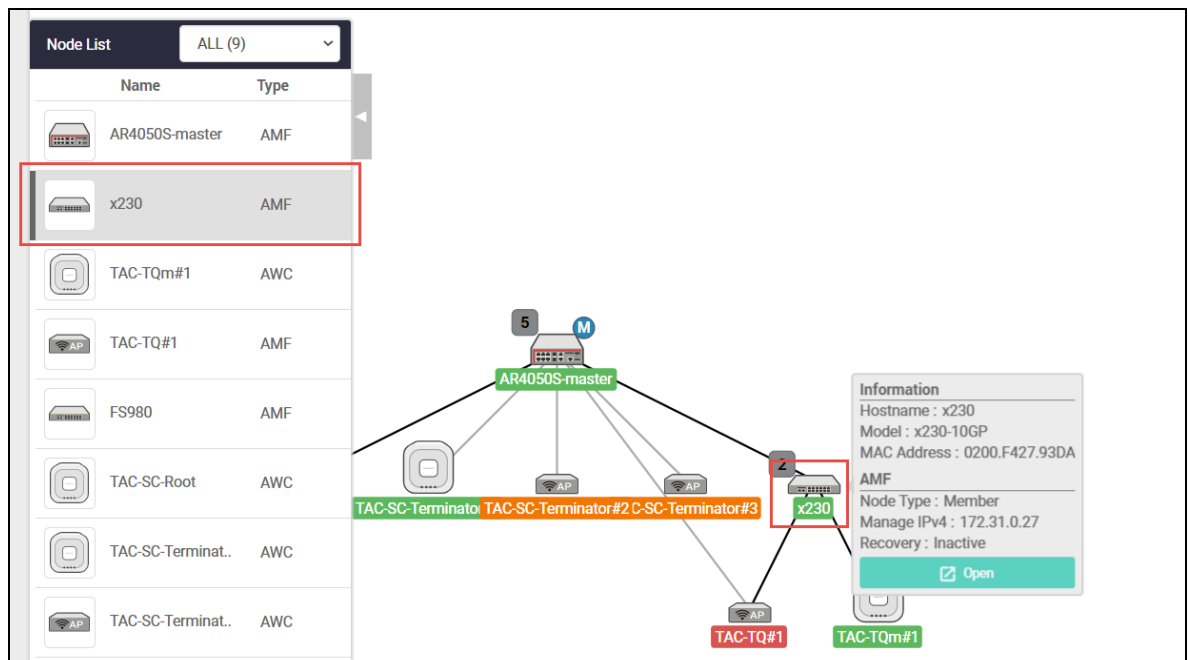 Node List
ALL (9)
Name Type
AR4050S-master AMF
x230 AMF
TAC-TQm#1 AWC
AP
TAC-TQ#1 AMF
FS980 AMF
TAC-SC-Root AWC
TAC-SC-Terminat.. AWC
AP
TAC-SC-Terminat.. AWC
5
M
AR4050S-master
AP
AP
TAC-SC-Terminato
TAC-SC-Terminator#2
C-SC-Terminator#3
2
x230
AP
TAC-TQ#1
TAC-TQm#1
Information
Hostname : x230
Model : x230-10GP
MAC Address : 0200.F427.93DA
AMF
Node Type : Member
Manage IPv4 : 172.31.0.27
Recovery : Inactive
Open